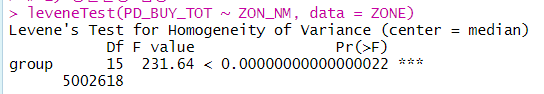 > leveneTest(PD_BUY_TOT ~ ZON_NM, data = ZONE)
Levene's Test for Homogeneity of Variance (center = median)
Df F value Pr(>F)
group 15 231.64 < 0.00000000000000022 ***
5002618